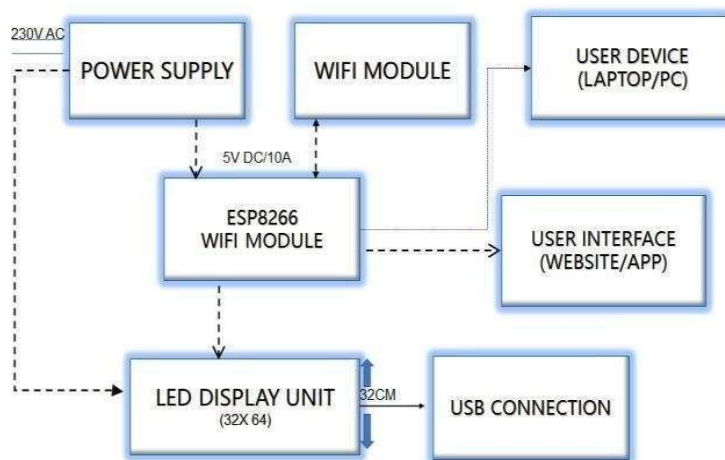 230V AC
POWER SUPPLY
WIFI MODULE
USER DEVICE
(LAPTOP/PC)
5V DC/10A
ESP8266
WIFI MODULE
USER INTERFACE
(WEBSITE/APP)
LED DISPLAY UNIT
(32X 64)
32CM
USB CONNECTION